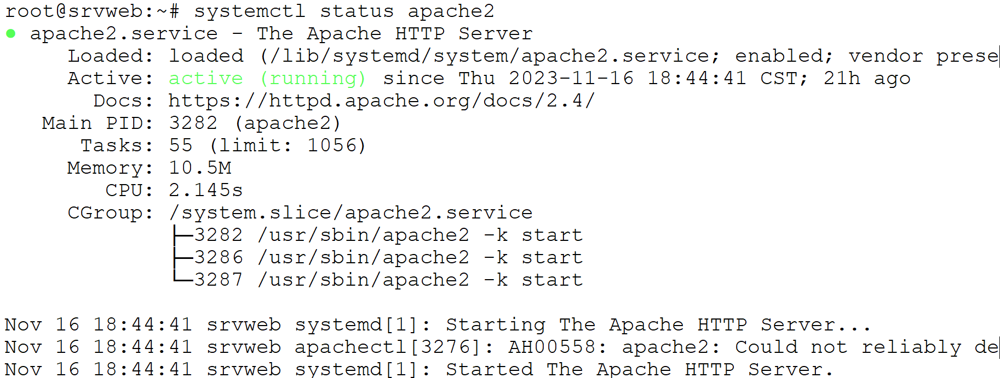 root@srvweb:~# systemctl status apache2
● apache2.service - The Apache HTTP Server
     Loaded: loaded (/lib/systemd/system/apache2.service; enabled; vendor prese
     Active: active (running) since Thu 2023-11-16 18:44:41 CST; 21h ago
       Docs: https://httpd.apache.org/docs/2.4/
   Main PID: 3282 (apache2)
      Tasks: 55 (limit: 1056)
     Memory: 10.5M
        CPU: 2.145s
     CGroup: /system.slice/apache2.service
             ├─3282 /usr/sbin/apache2 -k start
             ├─3286 /usr/sbin/apache2 -k start
             └─3287 /usr/sbin/apache2 -k start

Nov 16 18:44:41 srvweb systemd[1]: Starting The Apache HTTP Server...
Nov 16 18:44:41 srvweb apachectl[3276]: AH00558: apache2: Could not reliably de
Nov 16 18:44:41 srvweb systemd[1]: Started The Apache HTTP Server.